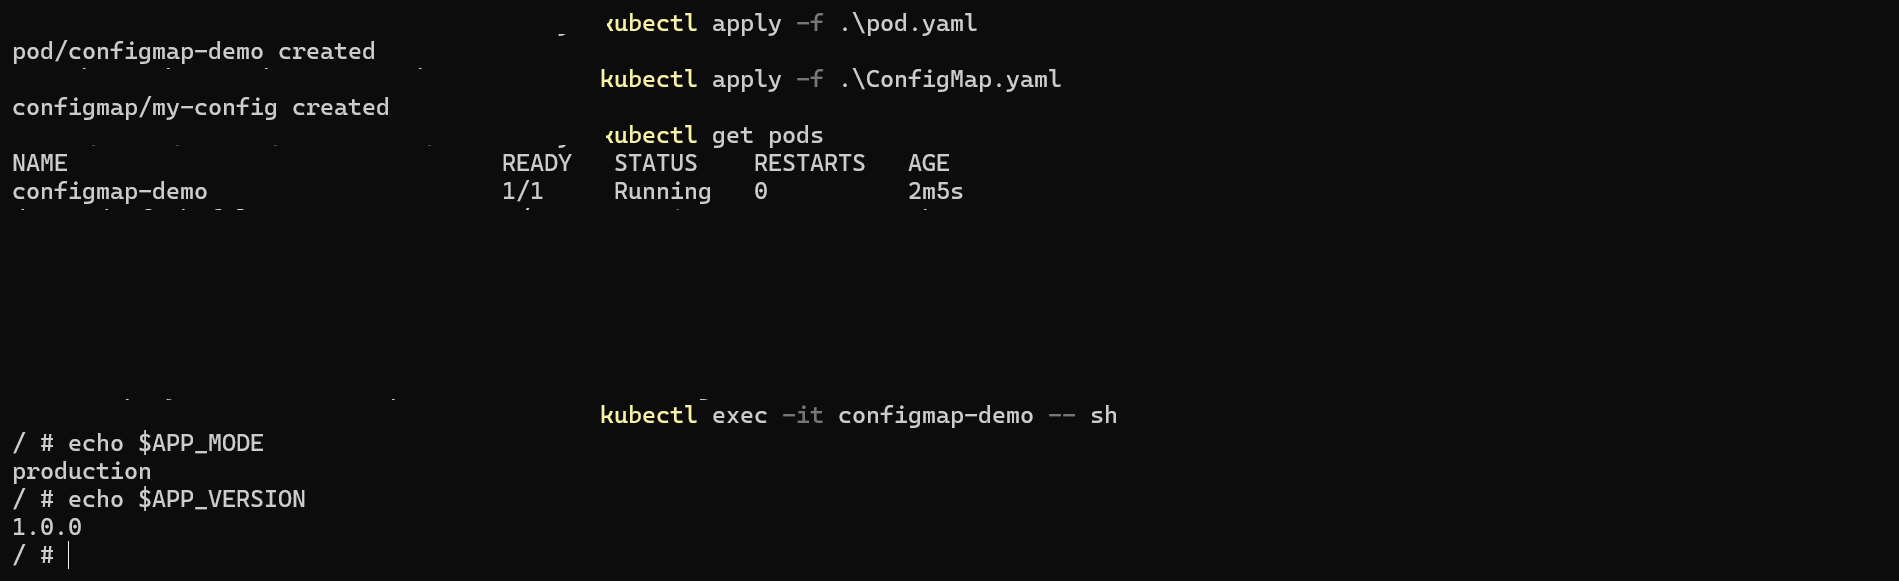 kubectl apply -f .\pod.yaml
pod/configmap-demo created
kubectl apply -f .\ConfigMap.yaml
configmap/my-config created
kubectl get pods
NAME READY STATUS RESTARTS AGE
configmap-demo 1/1 Running 0 2m5s
kubectl exec -it configmap-demo -- sh
/ # echo $APP_MODE
production
/ # echo $APP_VERSION
1.0.0
/ #